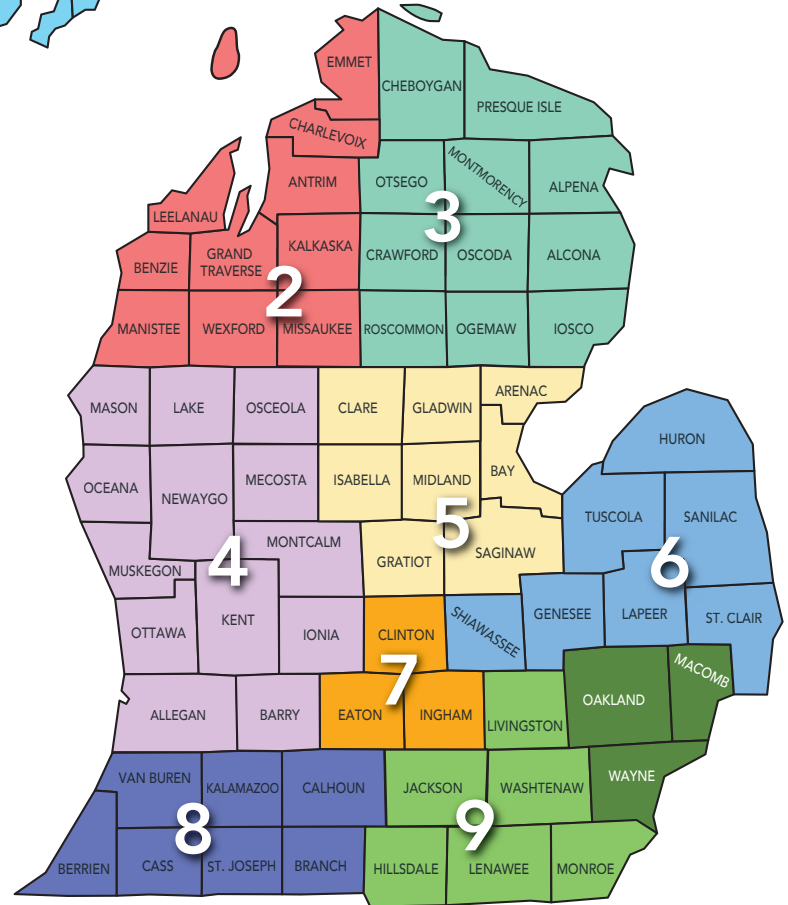 EMMET
CHEBOYGAN
PRESQUE ISLE
CHARLEVOIX
ANTRIM
OTSEGO
MONTMORENCY
ALPENA
LEELANAU
3
BENZIE
GRAND
TRAVERSE
KALKASKA
CRAWFORD
OSCODA
ALCONA
2
MANISTEE
WEXFORD
MISSAUKEE
ROSCOMMON
OGEMAW
IOSCO
MASON
LAKE
OSCEOLA
CLARE
GLADWIN
ARENAC
HURON
OCEANA
NEWAYGO
MECOSTA
ISABELLA
MIDLAND
BAY
TUSCOLA
SANILAC
5
MUSKEGON
4
MONTCALM
GRATIOT
SAGINAW
6
OTTAWA
KENT
IONIA
CLINTON
SHIAWASSEE
GENESEE
LAPEER
ST. CLAIR
7
ALLEGAN
BARRY
EATON
INGHAM
LIVINGSTON
OAKLAND
MACOMB
VAN BUREN
KALAMAZOO
CALHOUN
JACKSON
WASHTENAW
WAYNE
8
9
BERRIEN
CASS
ST. JOSEPH
BRANCH
HILLSDALE
LENAWEE
MONROE